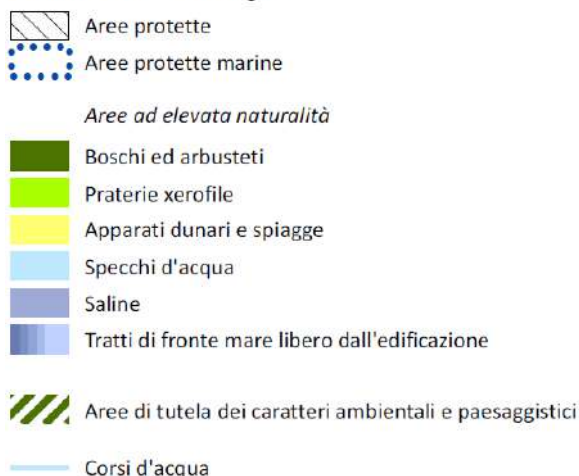 Aree protette
Aree protette marine
Aree ad elevata naturalità
Boschi ed arbusteti
Praterie xerofile
Apparati dunari e spiagge
Specchi d'acqua
Saline
Tratti di fronte mare libero dall'edificazione
Aree di tutela dei caratteri ambientali e paesaggistici
Corsi d'acqua